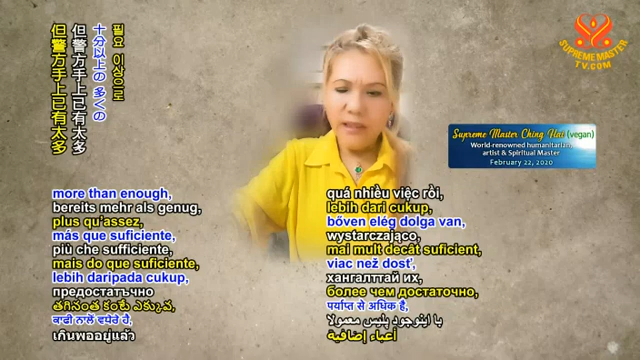 필요 이상으로
十分以上の 多くの
但警方手上已有太多
但警方手上已有太多
SUPREME MASTER
TV.COM
Supreme Master Ching Hai (vegan)
World-renowned humanitarian,
artist & Spiritual Master
February 22, 2020
more than enough,
bereits mehr als genug,
plus qu'assez,
más que suficiente,
più che sufficiente,
mais do que suficiente,
lebih daripada cukup,
предостатъчно
తగినంత కంటే ఎక్కువ,
ਕਾਫੀ ਨਾਲੋਂ ਵਧੇਰੇ ਹੈ,
เกินพออยู่แล้ว
quá nhiều việc rồi,
lebih dari cukup,
bőven elég dolga van,
wystarczająco,
mai mult decât suficient,
viac než dosť,
хангалттай их,
более чем достаточно,
पर्याप्त से अधिक है,
با اینوجود پلیس معمولا
أعباء إضافية